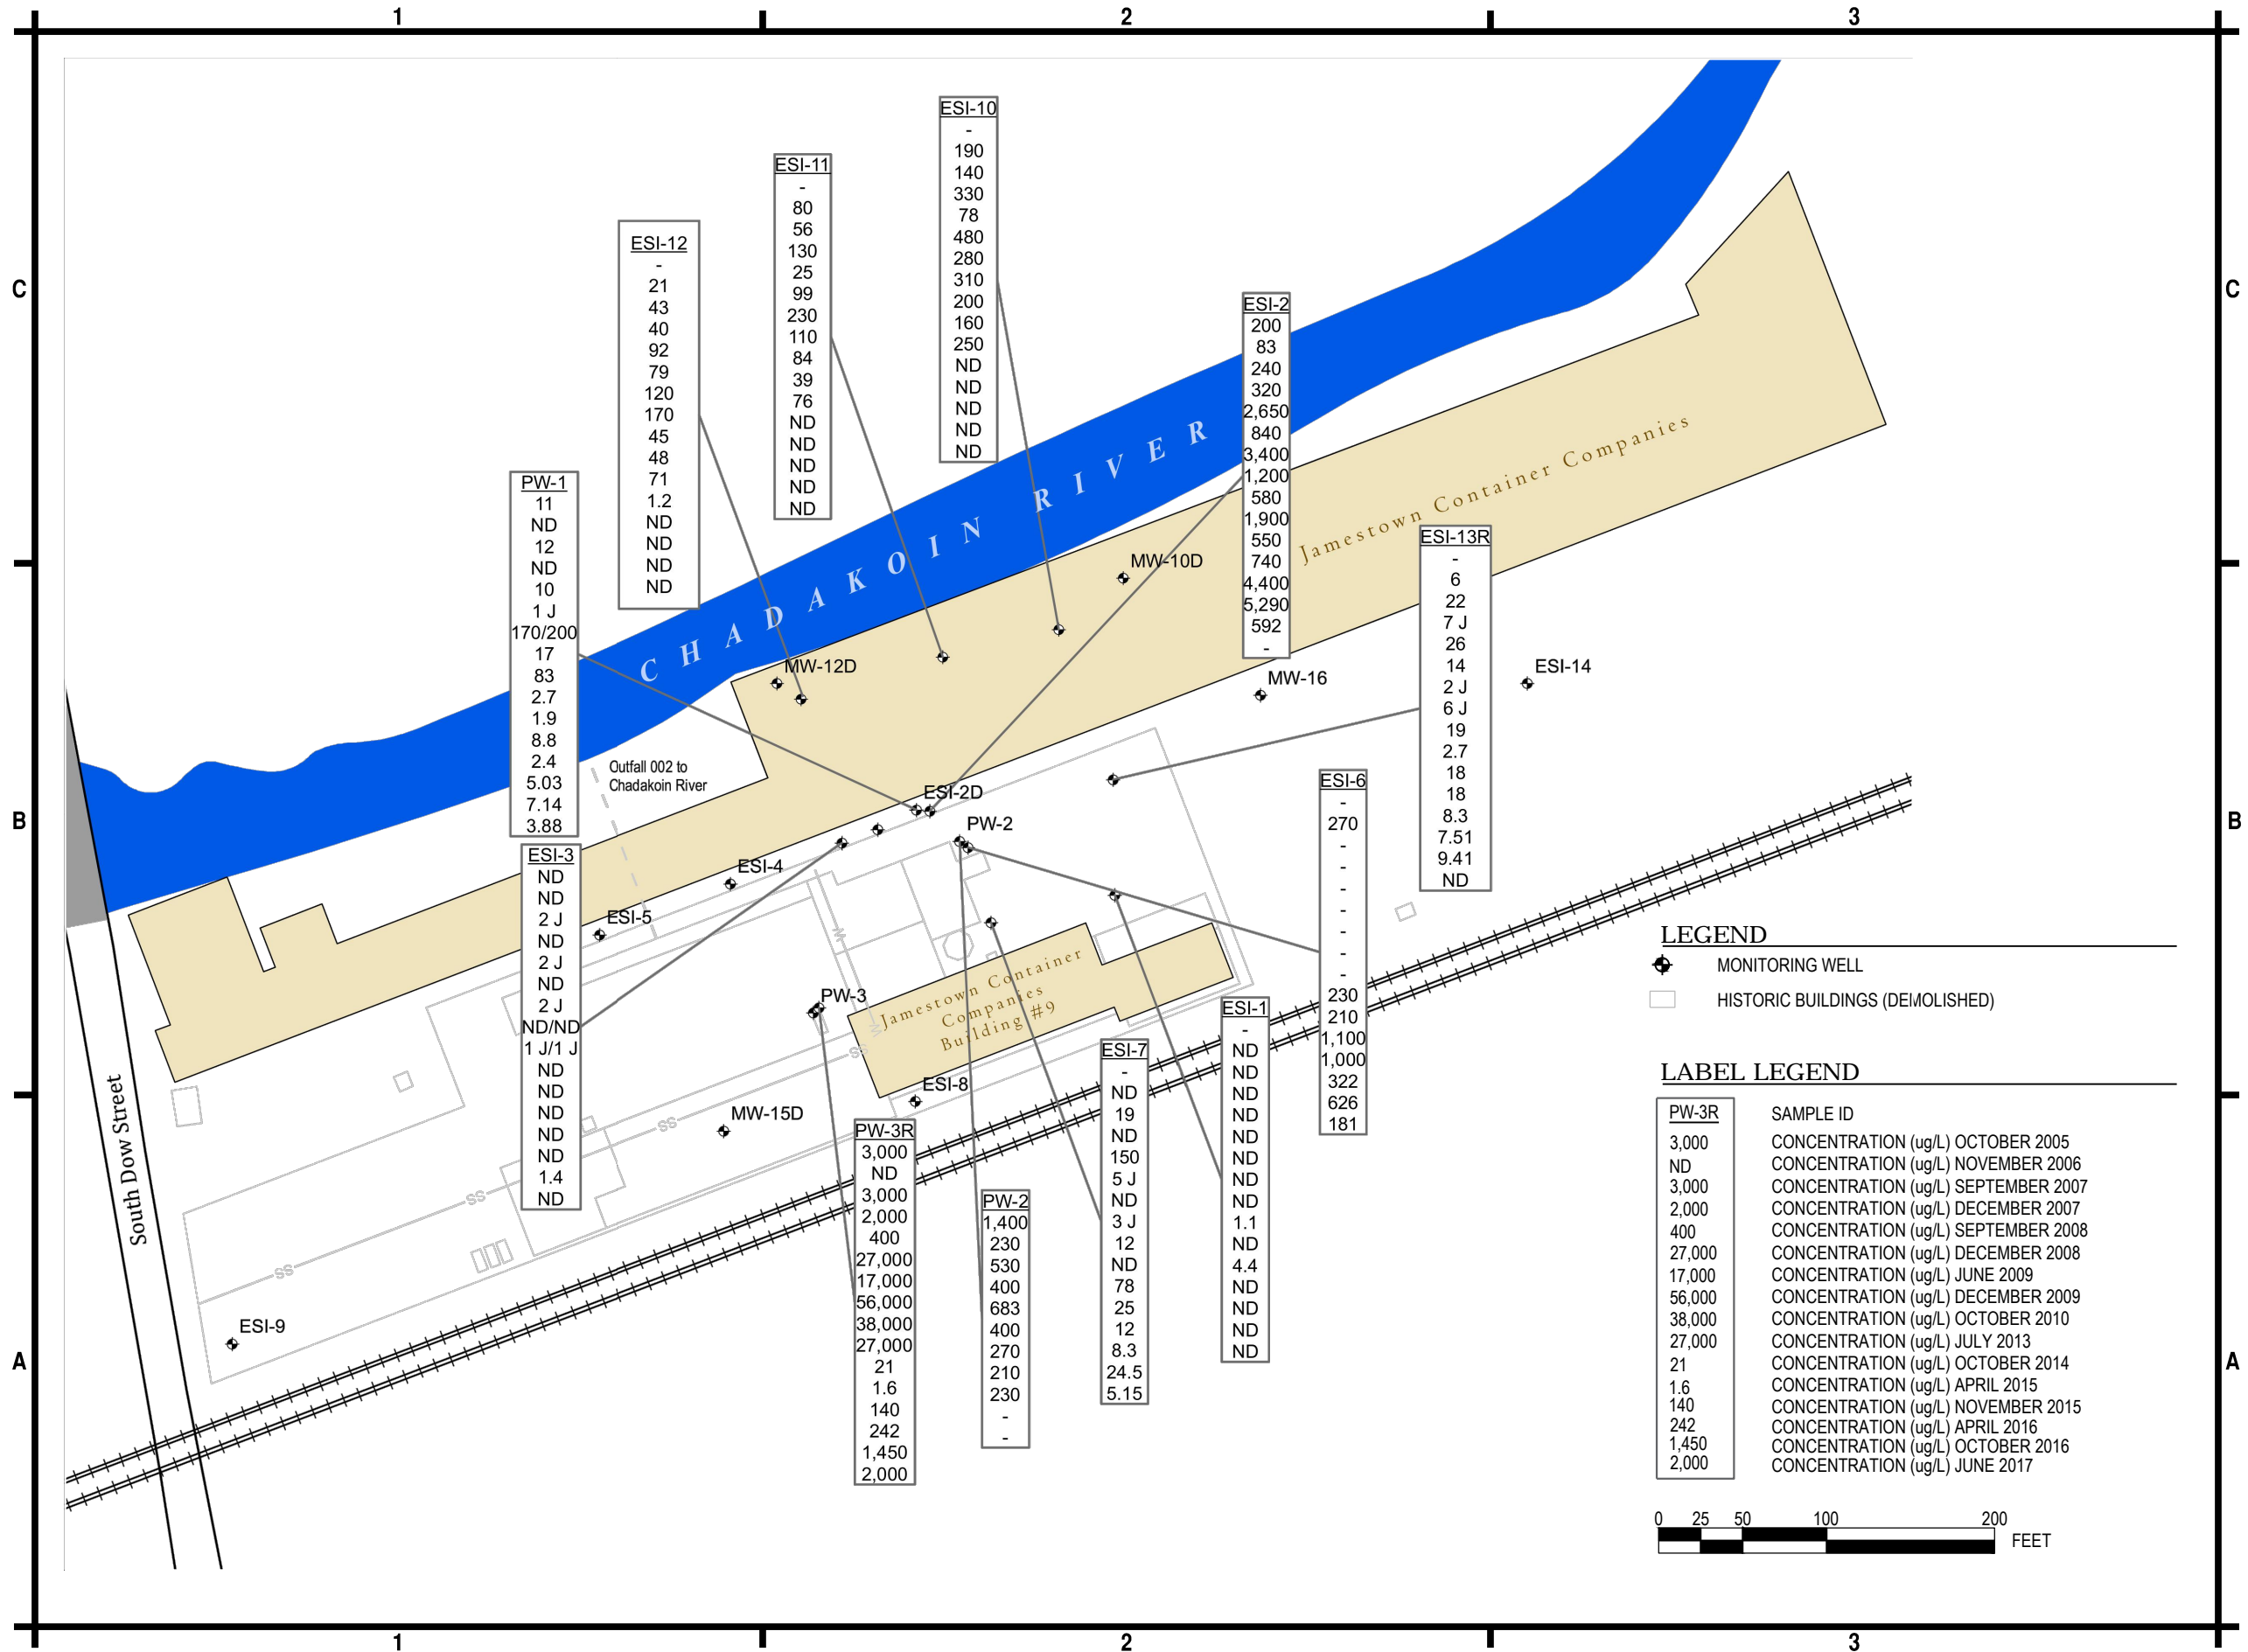 1
2
3
C
C
B
B
A
A
ESI-10
-
190
140
330
78
480
280
310
200
160
250
ND
ND
ND
ND
ND
ESI-11
-
80
56
130
25
99
230
110
84
39
76
ND
ND
ND
ND
ND
ESI-12
-
21
43
40
92
79
120
170
45
48
71
1.2
ND
ND
ND
ND
ESI-2
200
83
240
320
2,650
840
3,400
1,200
580
1,900
550
740
4,400
5,290
592
-
PW-1
11
ND
12
ND
10
1 J
170/200
17
83
2.7
1.9
8.8
2.4
5.03
7.14
3.88
ESI-13R
-
6
22
7 J
26
14
2 J
6 J
19
2.7
18
18
8.3
7.51
9.41
ND
CHADAKOIN RIVER
Jamestown Container Companies
MW-10D
MW-12D
MW-16
ESI-14
Outfall 002 to
Chadakoin River
ESI-2D
PW-2
ESI-4
ESI-5
ESI-3
ND
ND
2 J
ND
2 J
ND
2 J
ND/ND
1 J/1 J
ND
ND
ND
ND
ND
1.4
ND
ESI-6
-
270
-
-
-
-
-
-
-
230
210
1,100
1,000
322
626
181
W
W
PW-3
Jamestown Container
Companies
Building #9
SS
SS
SS
SS
ESI-8
MW-15D
ESI-9
South Dow Street
ESI-1
-
ND
ND
ND
ND
ND
ND
ND
ND
1.1
ND
4.4
ND
ND
ND
ND
ESI-7
-
ND
19
ND
150
5 J
ND
3 J
12
ND
78
25
12
8.3
24.5
5.15
PW-3R
3,000
ND
3,000
2,000
400
27,000
17,000
56,000
38,000
27,000
21
1.6
140
242
1,450
2,000
PW-2
1,400
230
530
400
683
400
270
210
230
-
-
LEGEND
MONITORING WELL
HISTORIC BUILDINGS (DEMOLISHED)
LABEL LEGEND
PW-3R SAMPLE ID
3,000 CONCENTRATION (ug/L) OCTOBER 2005
ND CONCENTRATION (ug/L) NOVEMBER 2006
3,000 CONCENTRATION (ug/L) SEPTEMBER 2007
2,000 CONCENTRATION (ug/L) DECEMBER 2007
400 CONCENTRATION (ug/L) SEPTEMBER 2008
27,000 CONCENTRATION (ug/L) DECEMBER 2008
17,000 CONCENTRATION (ug/L) JUNE 2009
56,000 CONCENTRATION (ug/L) DECEMBER 2009
38,000 CONCENTRATION (ug/L) OCTOBER 2010
27,000 CONCENTRATION (ug/L) JULY 2013
21 CONCENTRATION (ug/L) OCTOBER 2014
1.6 CONCENTRATION (ug/L) APRIL 2015
140 CONCENTRATION (ug/L) NOVEMBER 2015
242 CONCENTRATION (ug/L) APRIL 2016
1,450 CONCENTRATION (ug/L) OCTOBER 2016
2,000 CONCENTRATION (ug/L) JUNE 2017
0 25 50 100 200
FEET
1
2
3